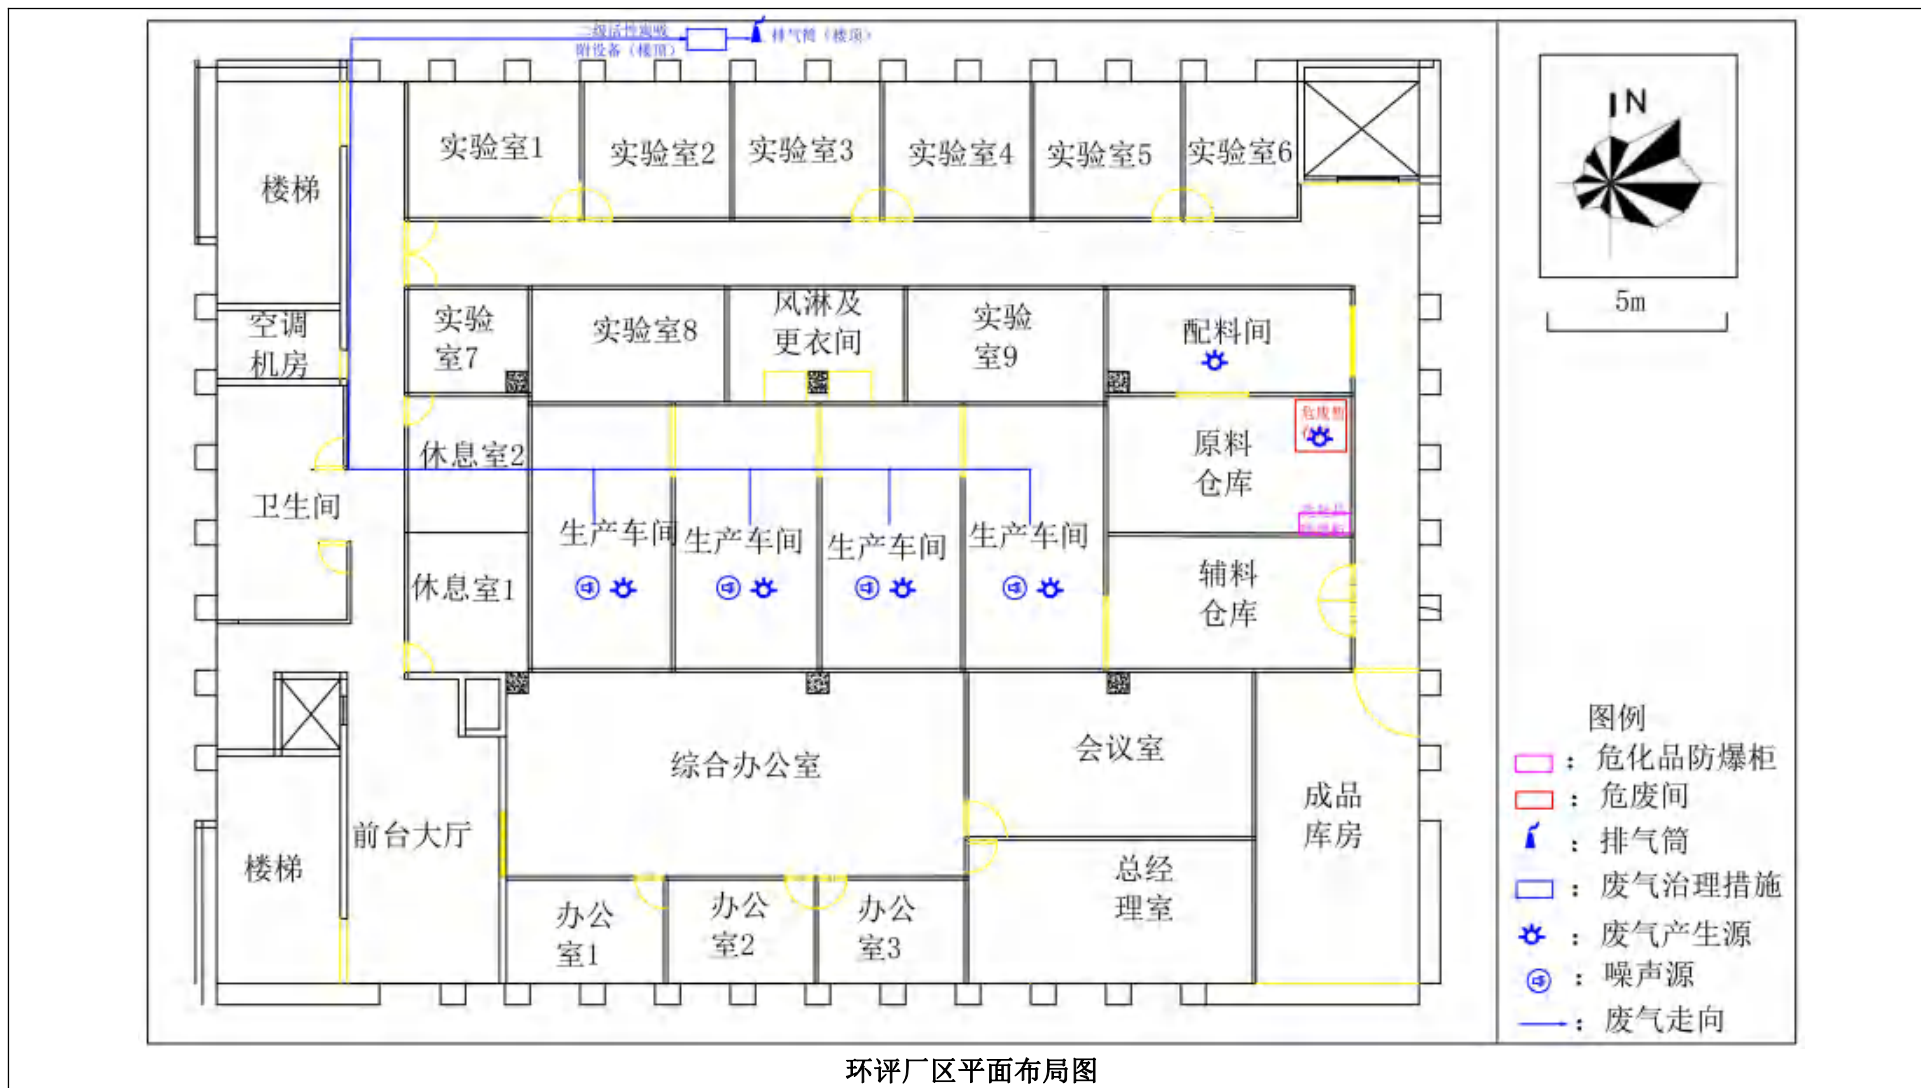 二级活性炭吸
附设备（楼顶）
排气筒（楼顶）
IN
5m
实验室1
实验室2
实验室3
实验室4
实验室5
实验室6
楼梯
空调
机房
实验
室7
实验室8
风淋及
更衣间
实验
室9
配料间
休息室2
原料
仓库
危废暂
卫生间
生产车间
生产车间
生产车间
生产车间
危化品
防爆柜
休息室1
辅料
仓库
综合办公室
会议室
成品
库房
前台大厅
楼梯
总经
理室
办公
室1
办公
室2
办公
室3
图例
：危化品防爆柜
：危废间
：排气筒
：废气治理措施
：废气产生源
：噪声源
：废气走向
环评厂区平面布局图